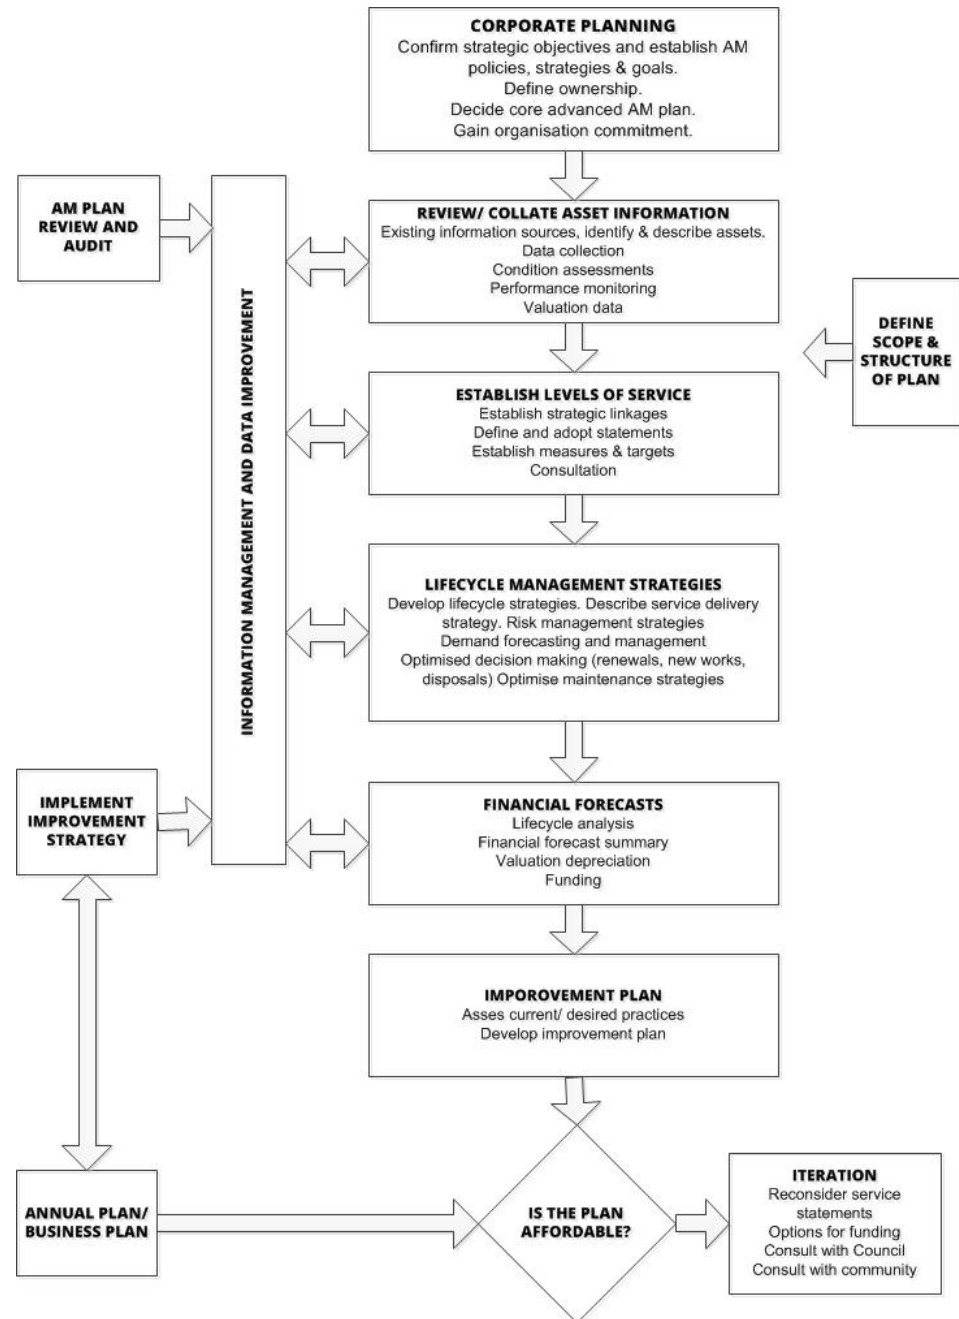 CORPORATE PLANNING
Confirm strategic objectives and establish AM
policies, strategies & goals.
Define ownership.
Decide core advanced AM plan.
Gain organisation commitment.
AM PLAN
REVIEW AND
AUDIT
INFORMATION MANAGEMENT AND DATA IMPROVEMENT
REVIEW/ COLLATE ASSET INFORMATION
Existing information sources, identify & describe assets.
Data collection
Condition assessments
Performance monitoring
Valuation data
DEFINE
SCOPE &
STRUCTURE
OF PLAN
ESTABLISH LEVELS OF SERVICE
Establish strategic linkages
Define and adopt statements
Establish measures & targets
Consultation
LIFECYCLE MANAGEMENT STRATEGIES
Develop lifecycle strategies. Describe service delivery
strategy. Risk management strategies
Demand forecasting and management
Optimised decision making (renewals, new works,
disposals) Optimise maintenance strategies
IMPLEMENT
IMPROVEMENT
STRATEGY
FINANCIAL FORECASTS
Lifecycle analysis
Financial forecast summary
Valuation depreciation
Funding
IMPOROVEMENT PLAN
Asses current/ desired practices
Develop improvement plan
ANNUAL PLAN/
BUSINESS PLAN
IS THE PLAN
AFFORDABLE?
ITERATION
Reconsider service
statements
Options for funding
Consult with Council
Consult with community